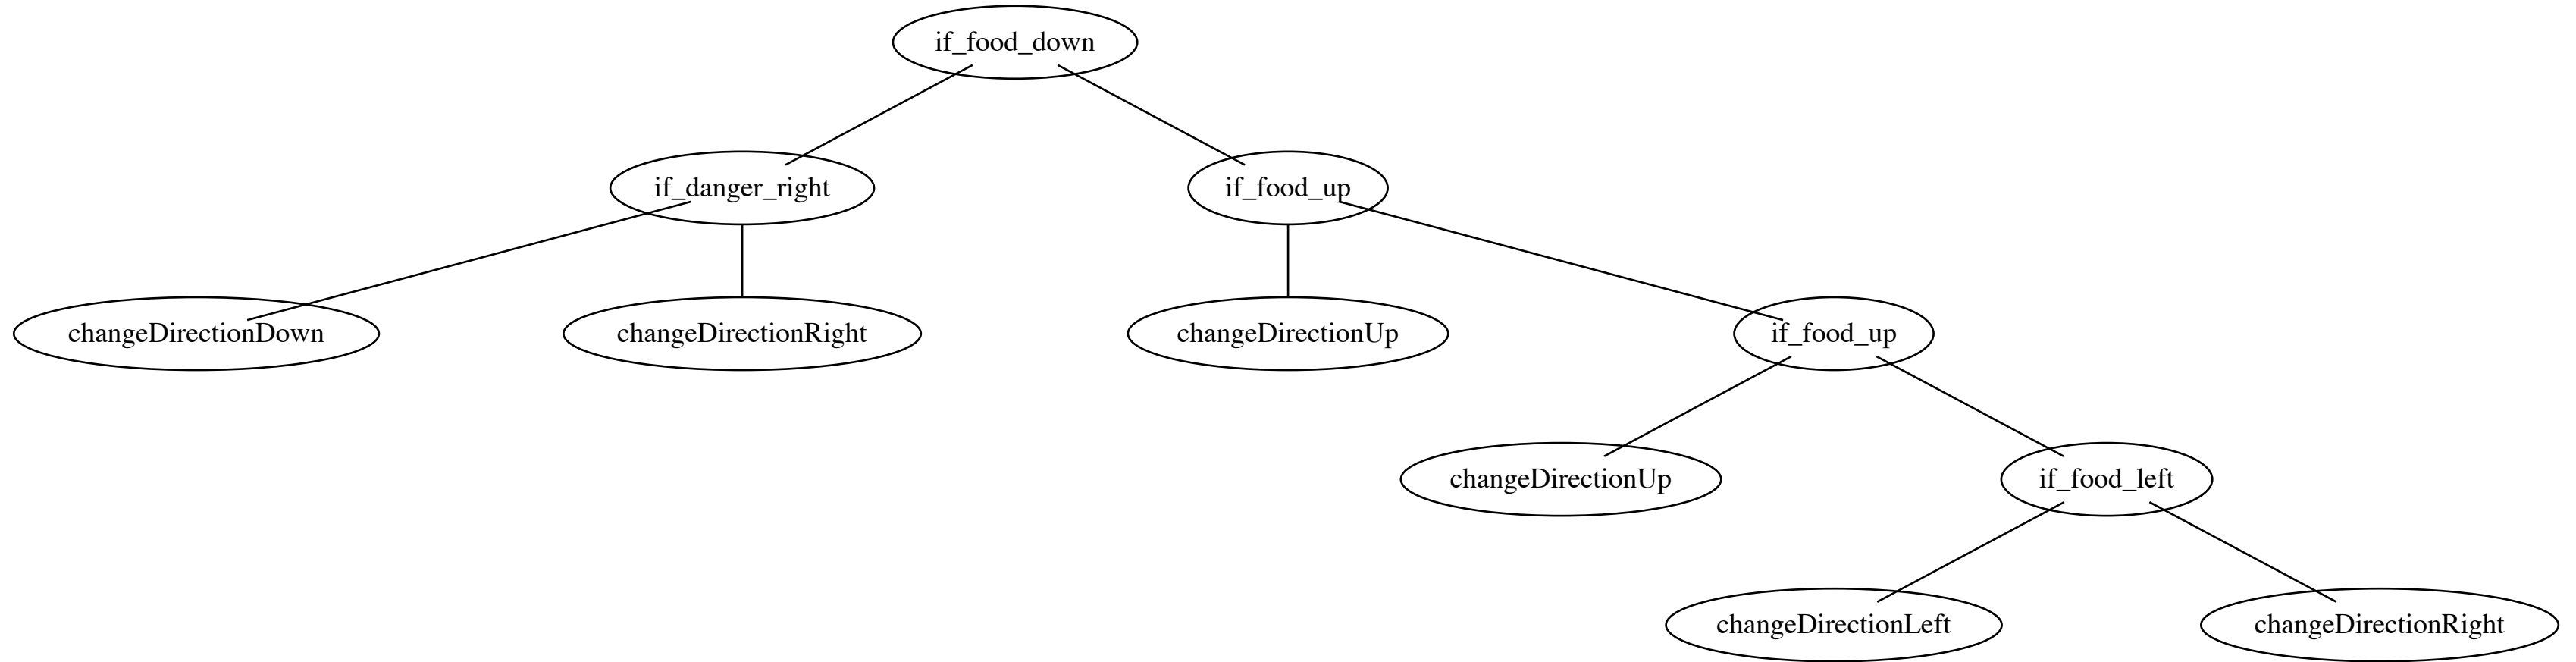 if_food_down
if_danger_right
if_food_up
changeDirectionDown
changeDirectionRight
changeDirectionUp
if_food_up
changeDirectionUp
if_food_left
changeDirectionLeft
changeDirectionRight